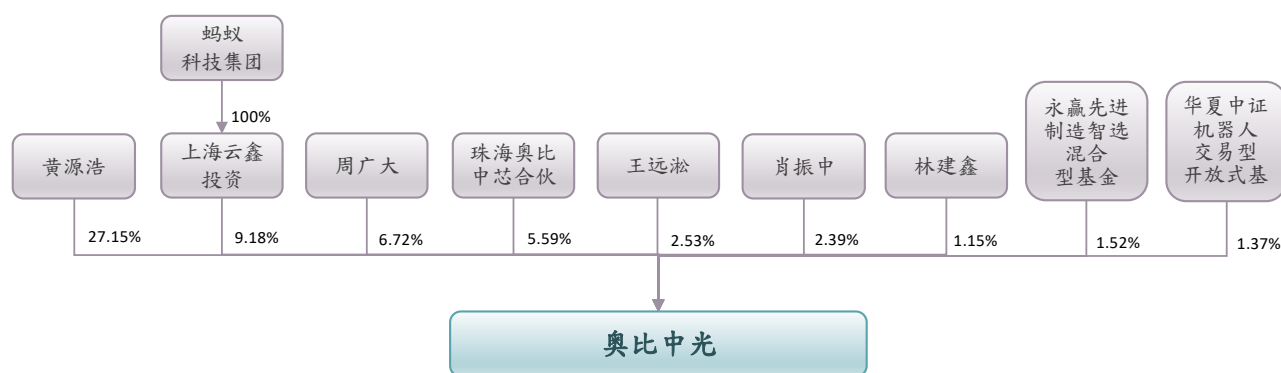 蚂蚁
科技集团
100%
黄源浩
上海云鑫
投资
周广大
珠海奥比
中芯合伙
王远淞
肖振中
林建鑫
永赢先进
制造智选
混合
型基金
华夏中证
机器人
交易型
开放式基
27.15%
9.18%
6.72%
5.59%
2.53%
2.39%
1.15%
1.52%
1.37%
奥比中光